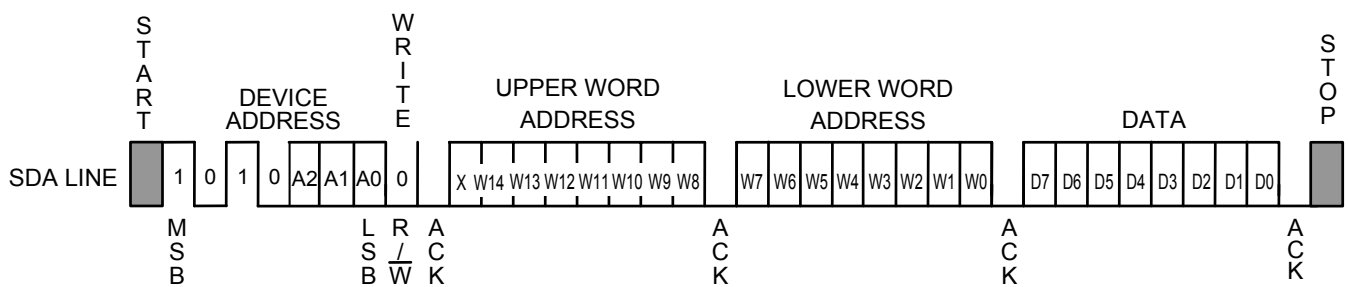 START
WRITE
STOP
DEVICE ADDRESS
UPPER WORD ADDRESS
LOWER WORD ADDRESS
DATA
SDA LINE 1 0 1 0 A2 A1 A0 0 X W14 W13 W12 W11 W10 W9 W8 W7 W6 W5 W4 W3 W2 W1 W0 D7 D6 D5 D4 D3 D2 D1 D0
MSB
LSB
R/W
ACK
ACK
ACK
ACK